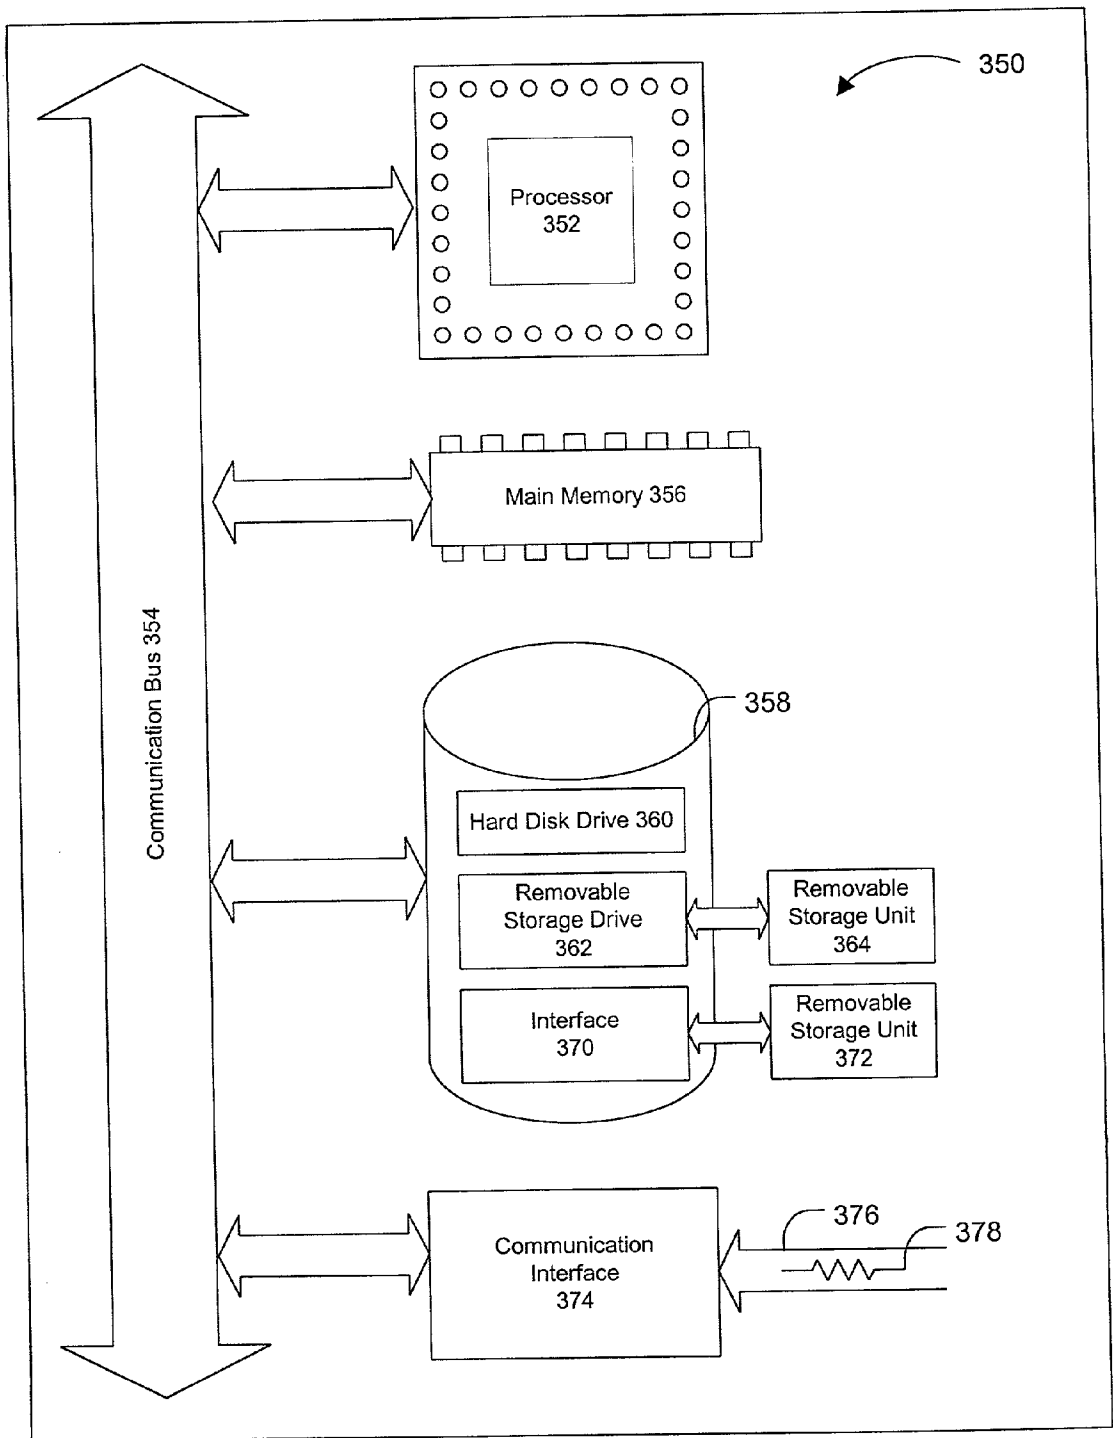 350
Processor
352
Main Memory 356
Communication Bus 354
358
Hard Disk Drive 360
Removable
Storage Drive
362
Removable
Storage Unit
364
Interface
370
Removable
Storage Unit
372
Communication
Interface
374
376
378